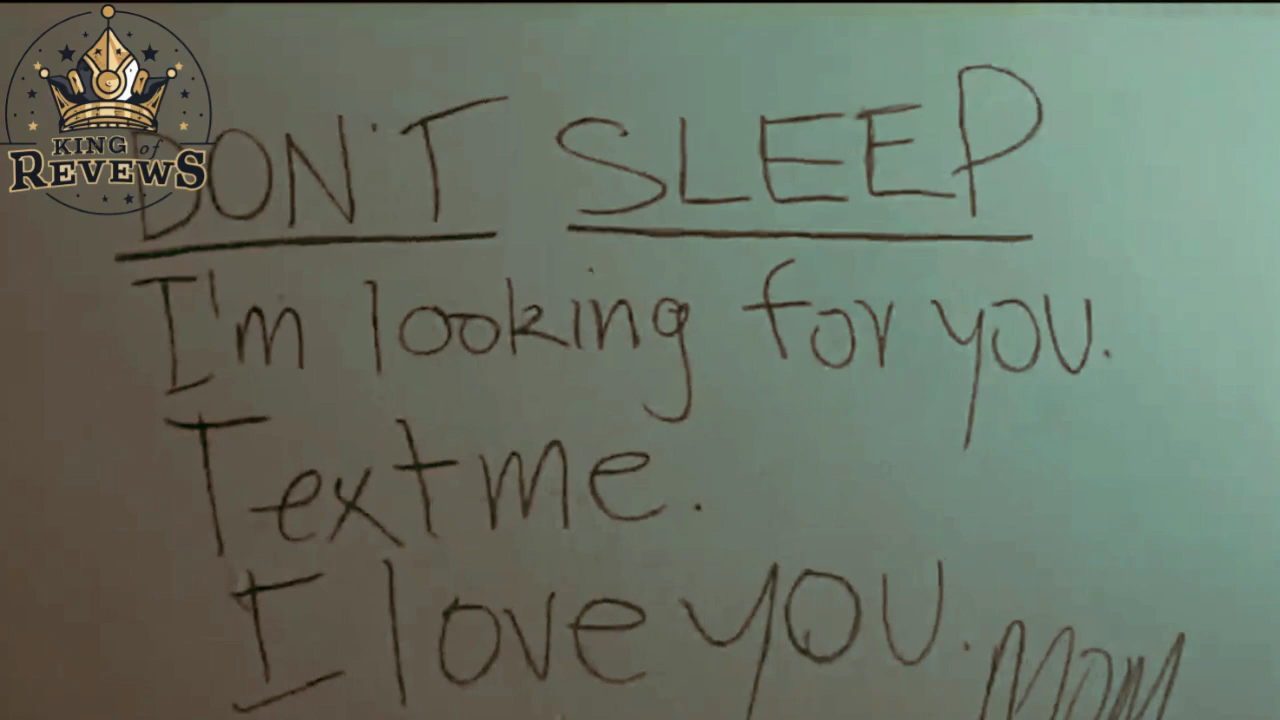 KING of
REVEWS
DON'T SLEEP
I'm looking for you.
Text me.
I love you.
Mom